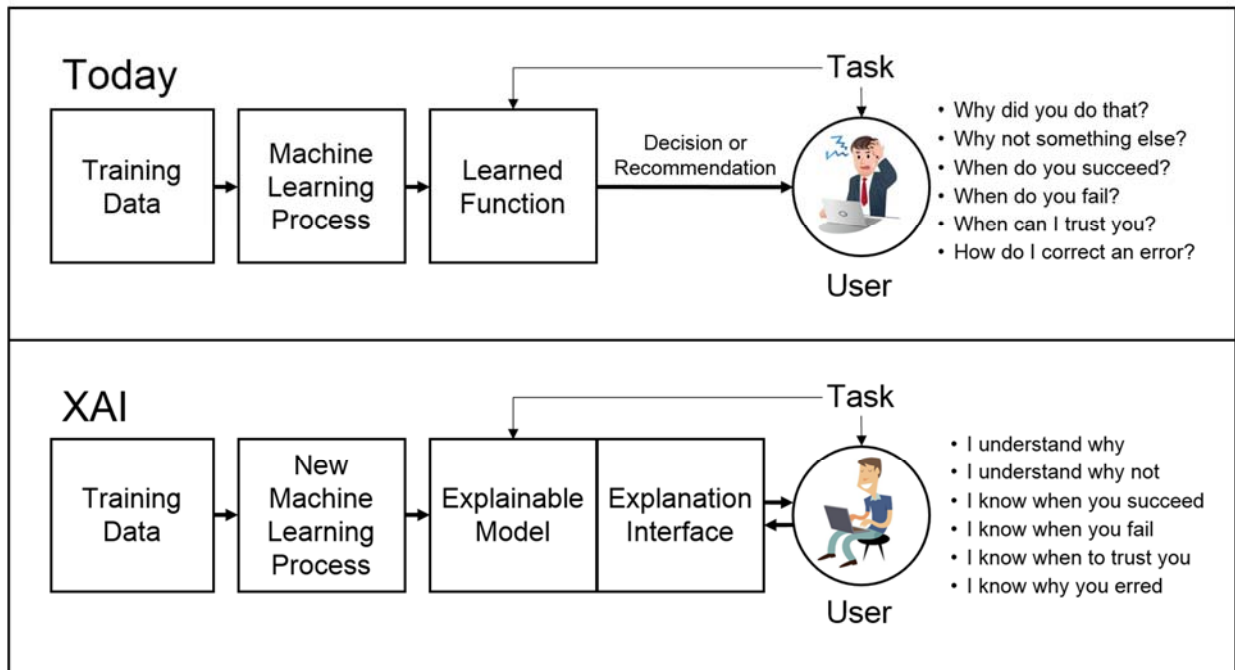 Today
Task
Training
Data
Machine
Learning
Process
Learned
Function
Decision or
Recommendation
User
• Why did you do that?
• Why not something else?
• When do you succeed?
• When do you fail?
• When can I trust you?
• How do I correct an error?
XAI
Task
Training
Data
New
Machine
Learning
Process
Explainable
Model
Explanation
Interface
User
• I understand why
• I understand why not
• I know when you succeed
• I know when you fail
• I know when to trust you
• I know why you erred